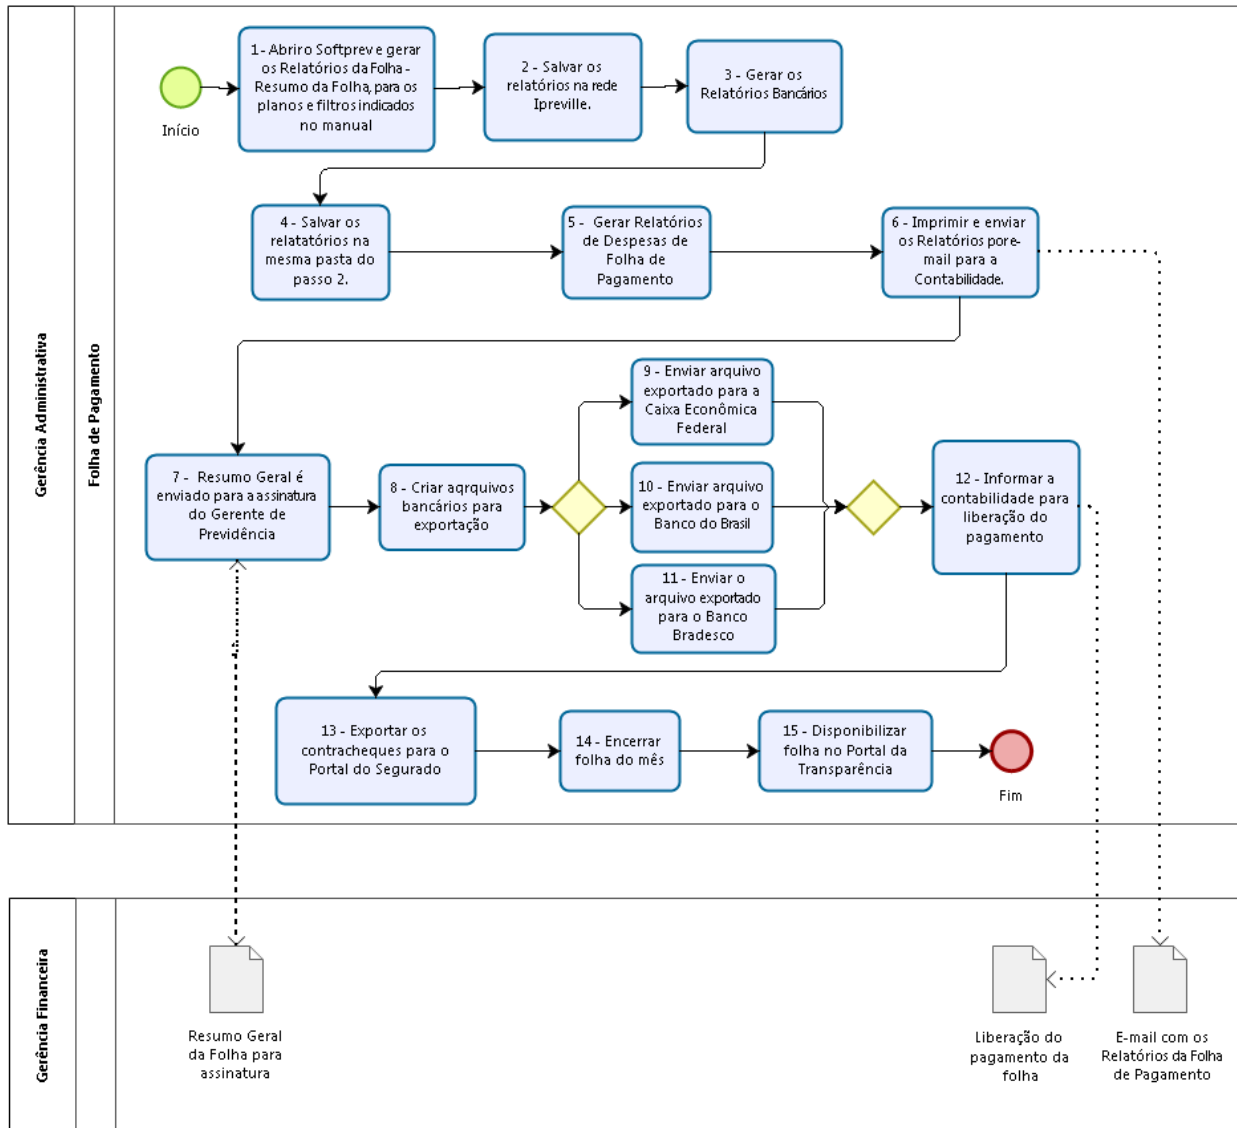 Gerência Administrativa
Folha de Pagamento
Início
1 - Abriro Softprev e gerar
os Relatórios da Folha -
Resumo da Folha, para os
planos e filtros indicados
no manual
2 - Salvar os
relatórios na rede
Ipreville.
3 - Gerar os
Relatórios Bancários
4 - Salvar os
relatatórios na
mesma pasta do
passo 2.
5 - Gerar Relatórios
de Despesas de
Folha de
Pagamento
6 - Imprimir e enviar
os Relatórios por e-
mail para a
Contabilidade.
7 - Resumo Geral é
enviado para a assinatura
do Gerente de
Previdência
8 - Criar aqrquivos
bancários para
exportação
9 - Enviar arquivo
exportado para a
Caixa Econômica
Federal
10 - Enviar arquivo
exportado para o
Banco do Brasil
11 - Enviar o
arquivo exportado
para o Banco
Bradesco
12 - Informar a
contabilidade para
liberação do
pagamento
13 - Exportar os
contracheques para o
Portal do Segurado
14 - Encerrar
folha do mês
15 - Disponibilizar
folha no Portal da
Transparência
Fim
Gerência Financeira
Resumo Geral
da Folha para
assinatura
Liberação do
pagamento da
folha
E-mail com os
Relatórios da Folha
de Pagamento